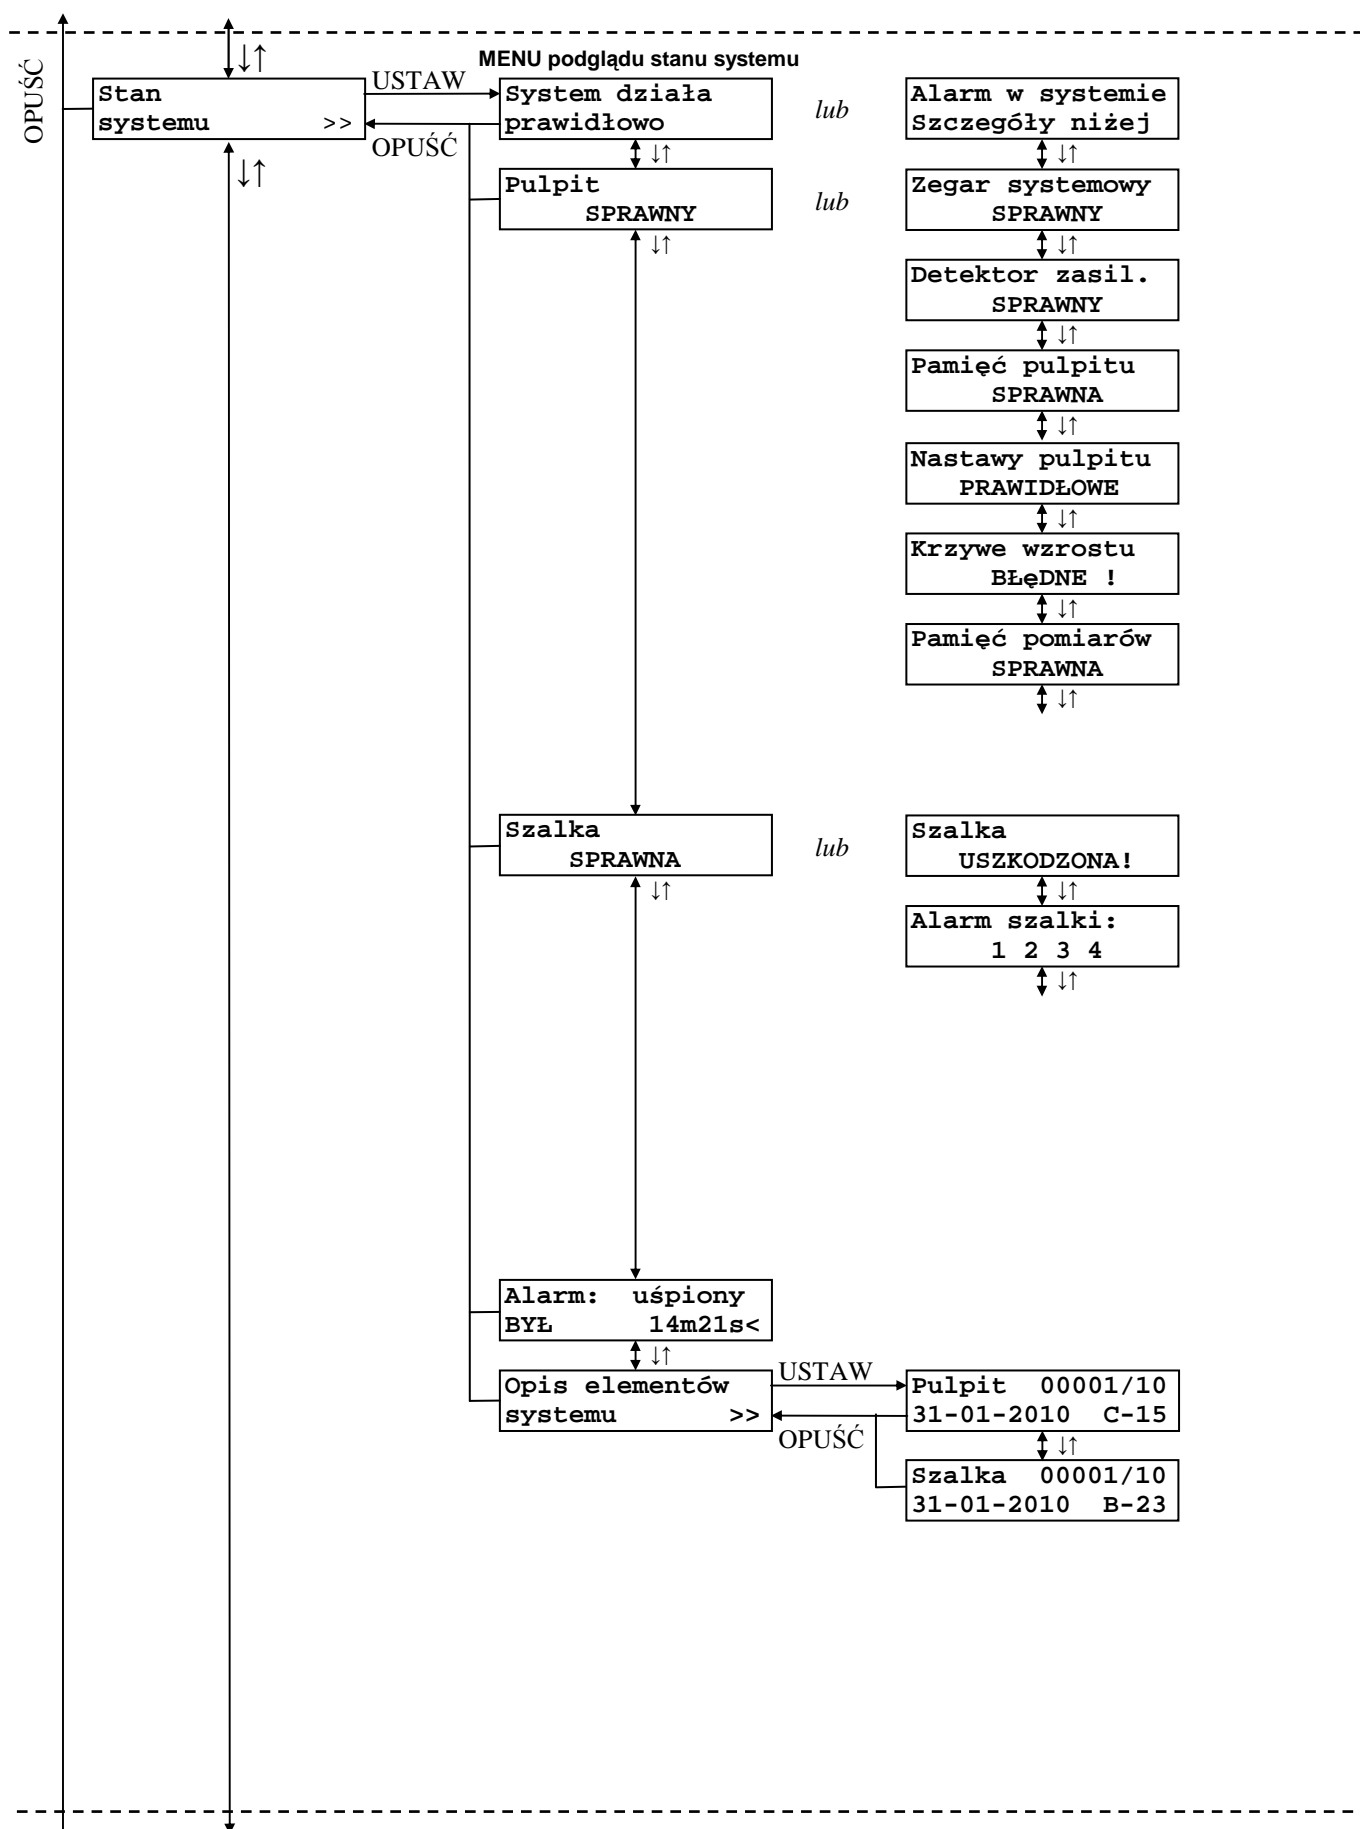 OPUŚĆ
↓↑
MENU podglądu stanu systemu
Stan
systemu >>
↓↑
USTAW
OPUŚĆ
System działa
prawidłowo
lub
Alarm w systemie
Szczegóły niżej
↓↑
↓↑
Pulpit
SPRAWNY
lub
Zegar systemowy
SPRAWNY
↓↑
↓↑
Detektor zasil.
SPRAWNY
↓↑
Pamięć pulpitu
SPRAWNA
↓↑
Nastawy pulpitu
PRAWIDŁOWE
↓↑
Krzywe wzrostu
BŁęDNE !
↓↑
Pamięć pomiarów
SPRAWNA
↓↑
Szalka
SPRAWNA
lub
Szalka
USZKODZONA!
↓↑
↓↑
Alarm szalki:
1 2 3 4
↓↑
Alarm: uśpiony
BYŁ 14m21s<
↓↑
Opis elementów
systemu >>
USTAW
OPUŚĆ
Pulpit 00001/10
31-01-2010 C-15
↓↑
Szalka 00001/10
31-01-2010 B-23